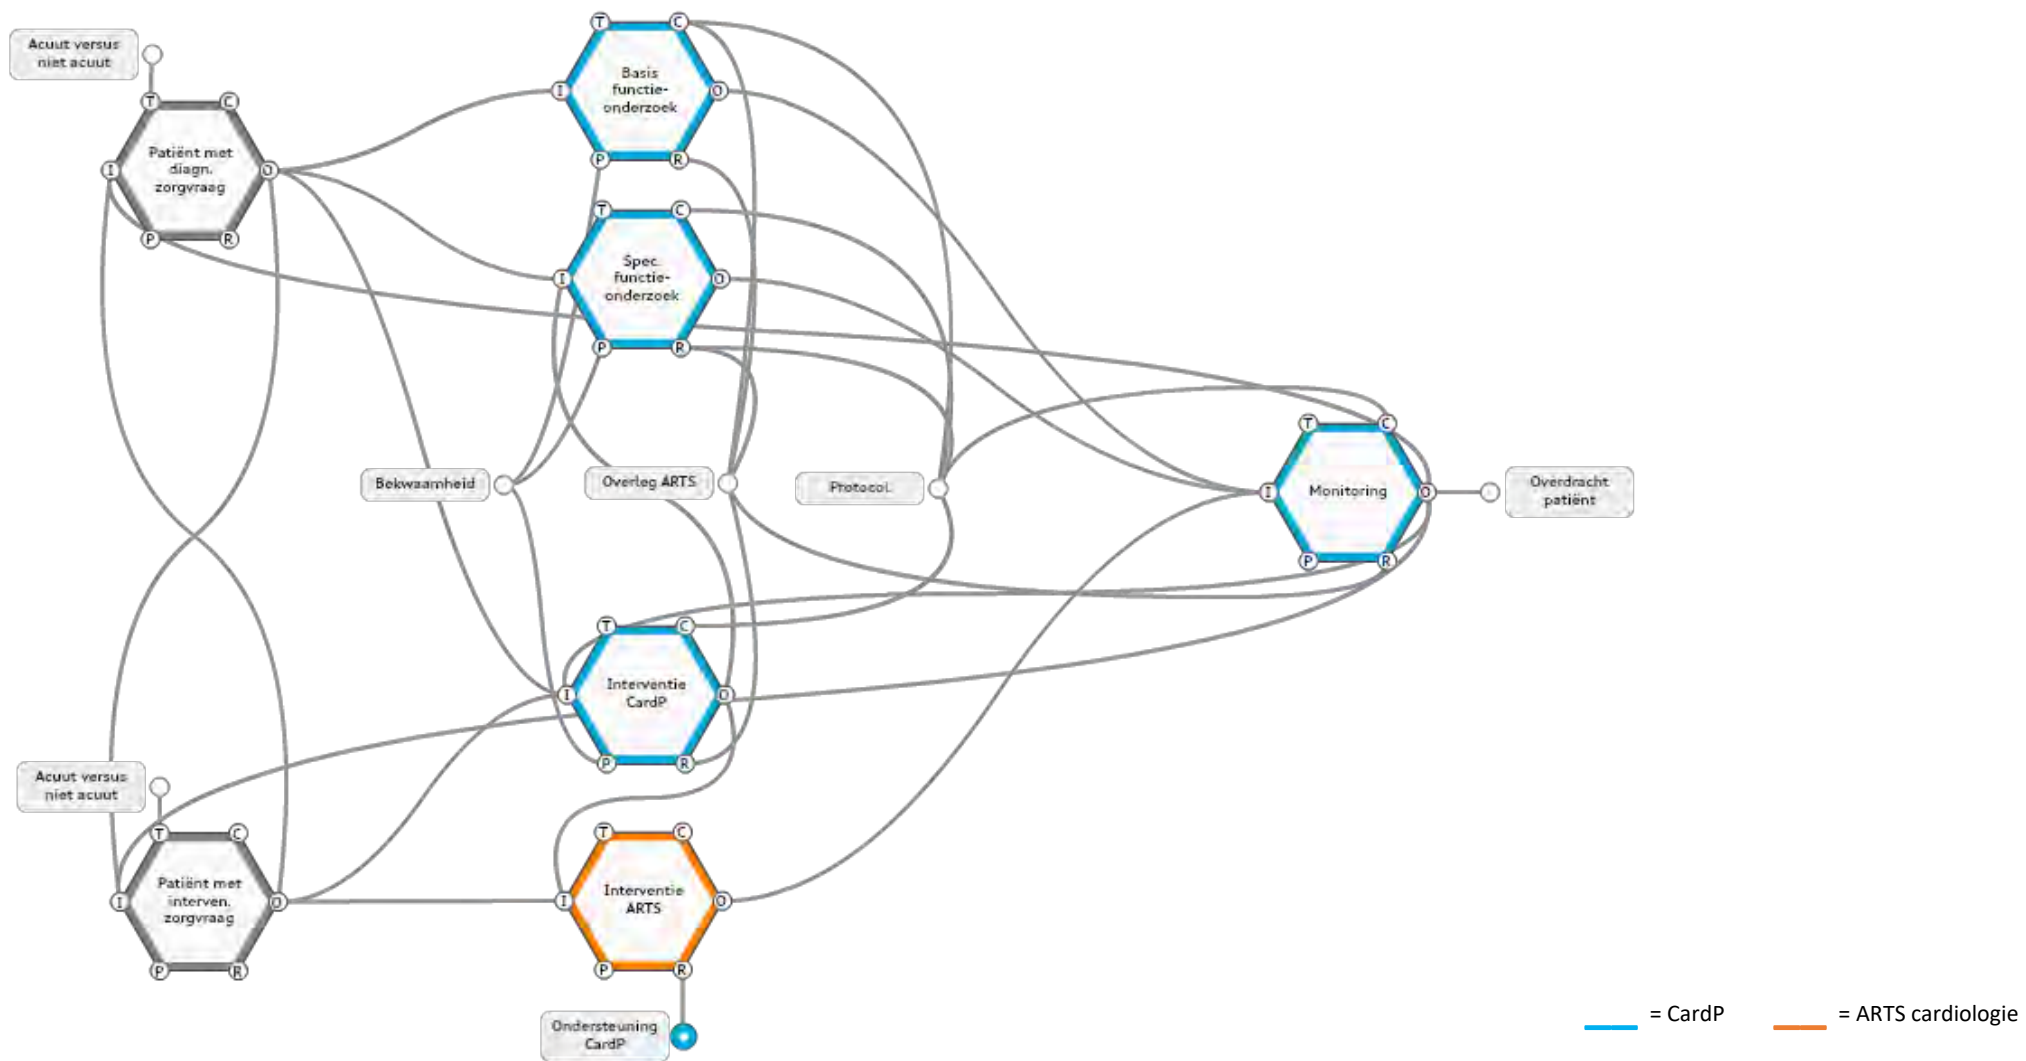 Acuut versus
niet acuut
T
C
I
Patiënt met
diagn.
zorgvraag
O
P
R
T
C
I
Basis
functie-
onderzoek
O
P
R
T
C
I
Spec.
functie-
onderzoek
O
P
R
Bekwaamheid
Overleg ARTS
Protocol.
T
C
I
Monitoring
O
P
R
Overdracht
patiënt
T
C
I
Interventie
CardP
O
P
R
Acuut versus
niet acuut
T
C
I
Patiënt met
interven.
zorgvraag
O
P
R
T
C
I
Interventie
ARTS
O
P
R
Ondersteuning
CardP
= CardP
= ARTS cardiologie